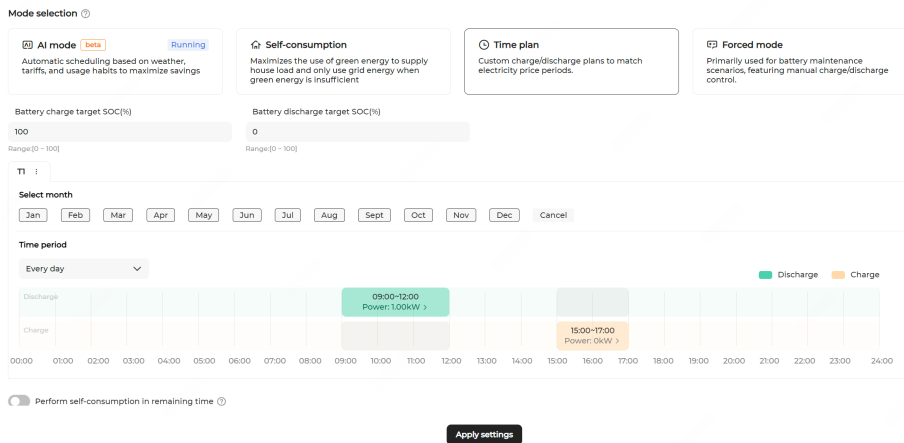 Mode selection
AI mode beta Running
Automatic scheduling based on weather,
tariffs, and usage habits to maximize savings
Self-consumption
Maximizes the use of green energy to supply
house load and only use grid energy when
green energy is insufficient
Time plan
Custom charge/discharge plans to match
electricity price periods.
Forced mode
Primarily used for battery maintenance
scenarios, featuring manual charge/discharge
control.
Battery charge target SOC(%)
100
Range:[0 ~ 100]
Battery discharge target SOC(%)
0
Range:[0 ~ 100]
T1
Select month
Jan Feb Mar Apr May Jun Jul Aug Sept Oct Nov Dec Cancel
Time period
Every day
Discharge Charge
Discharge
09:00~12:00
Power: 1.00kW >
Charge
15:00~17:00
Power: 0kW >
00:00 01:00 02:00 03:00 04:00 05:00 06:00 07:00 08:00 09:00 10:00 11:00 12:00 13:00 14:00 15:00 16:00 17:00 18:00 19:00 20:00 21:00 22:00 23:00 24:00
Perform self-consumption in remaining time
Apply settings